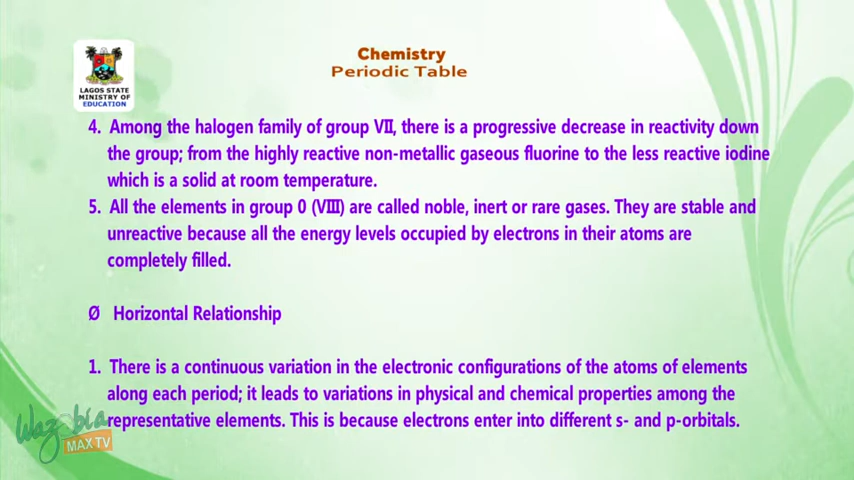 Chemistry
Periodic Table
LAGOS STATE
MINISTRY OF
EDUCATION
4. Among the halogen family of group VII, there is a progressive decrease in reactivity down
the group; from the highly reactive non-metallic gaseous fluorine to the less reactive iodine
which is a solid at room temperature.
5. All the elements in group 0 (VIII) are called noble, inert or rare gases. They are stable and
unreactive because all the energy levels occupied by electrons in their atoms are
completely filled.
Ø Horizontal Relationship
1. There is a continuous variation in the electronic configurations of the atoms of elements
along each period; it leads to variations in physical and chemical properties among the
representative elements. This is because electrons enter into different s- and p-orbitals.
Wazobia
MAX TV